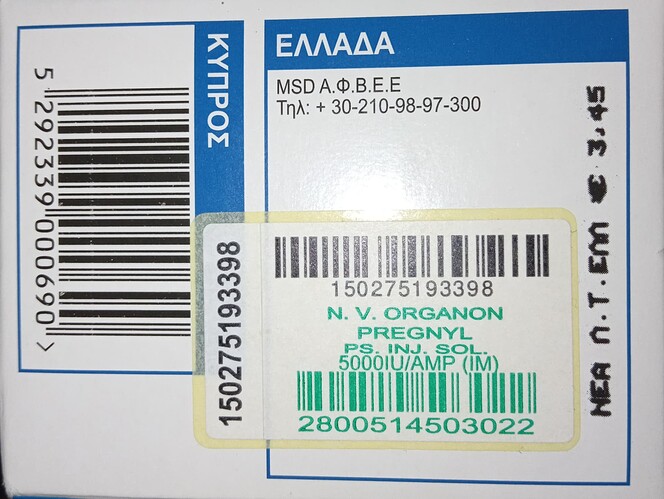 ΚΥΠΡΟΣ
5 292339 000690 >
ΕΛΛΑΔΑ
MSD Α.Φ.Β.Ε.Ε
Τηλ: + 30-210-98-97-300
ΝΕΑ Λ.Τ.ΕΜ € 3,45
150275193398
150275193398
N. V. ORGANON
PREGNYL
PS. INJ. SOL.
5000IU/AMP (IM)
2800514503022